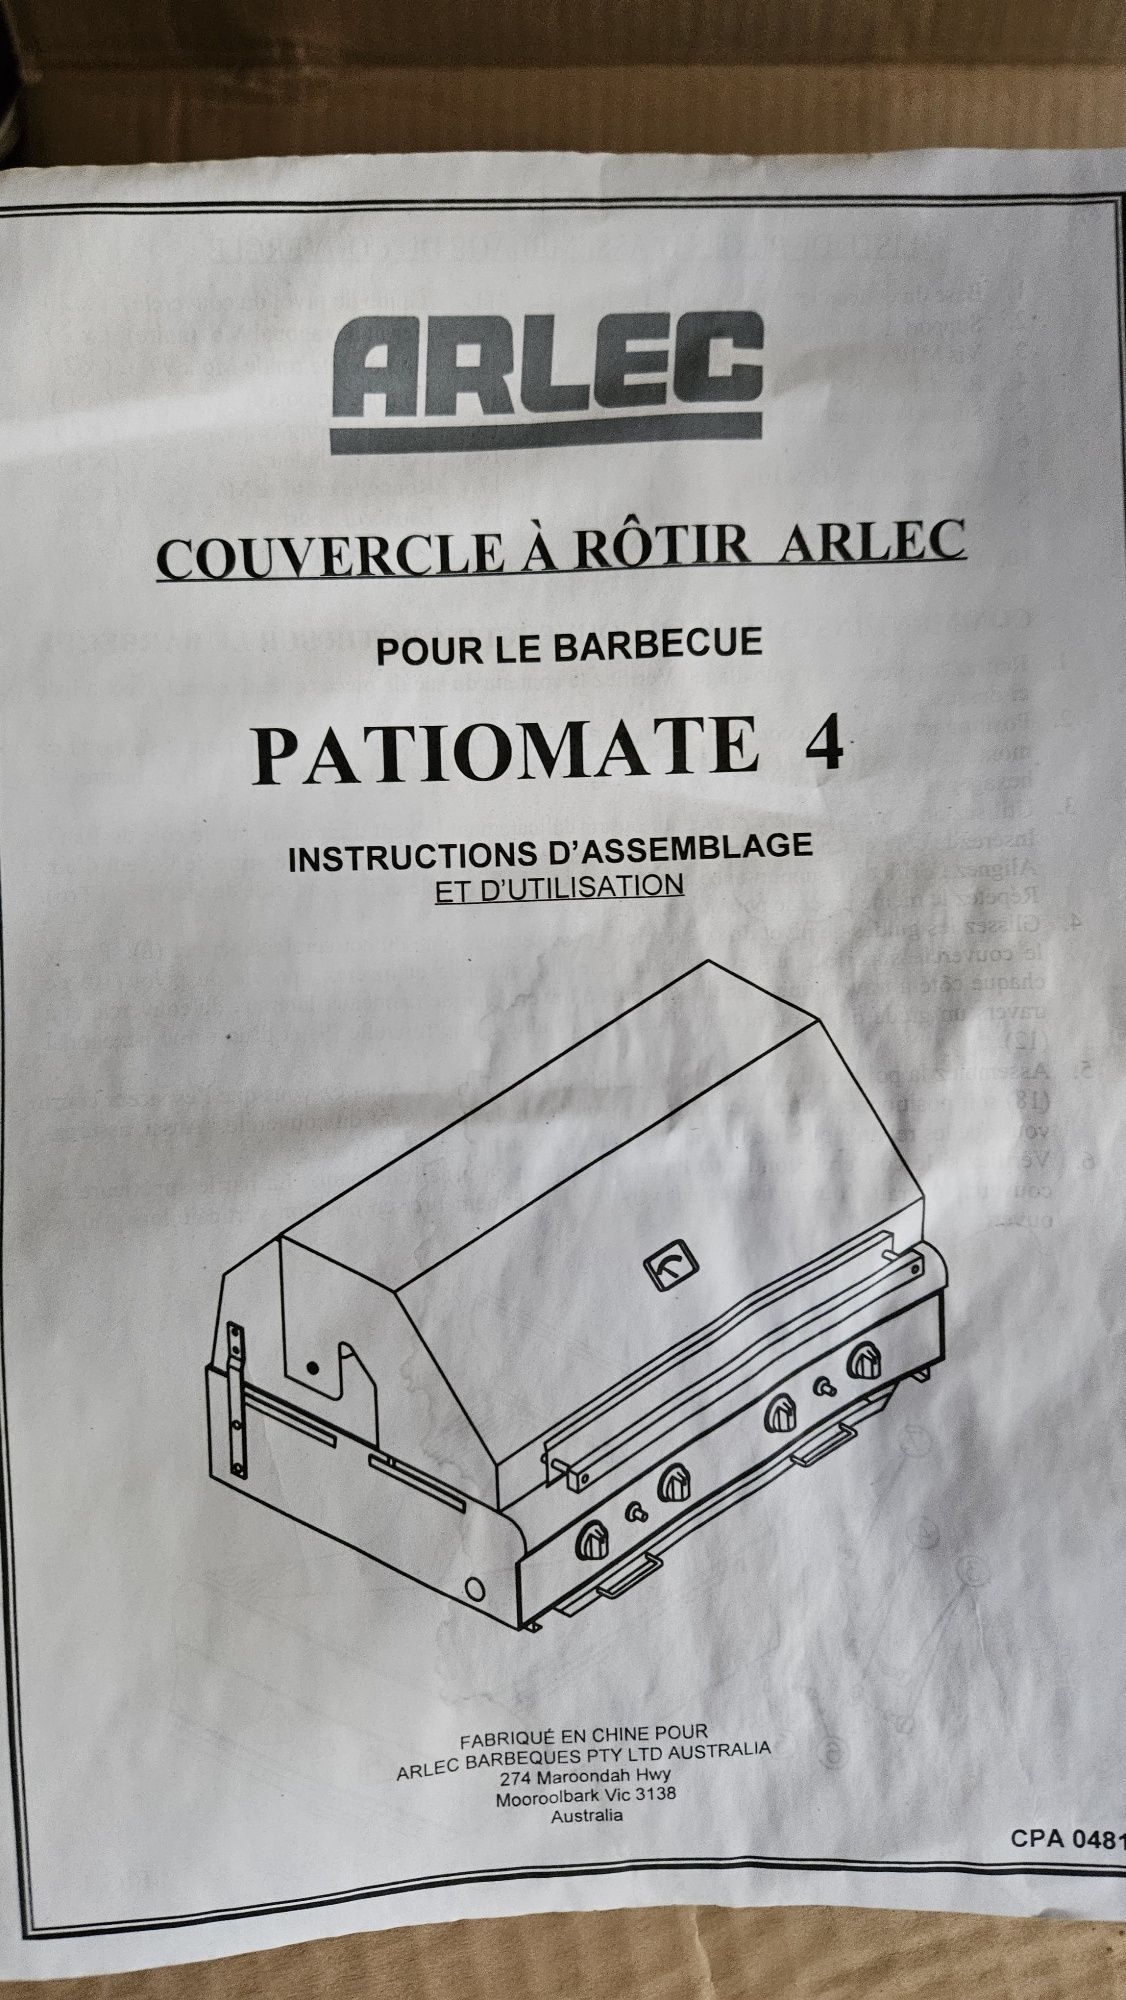 ARLEC
COUVERCLE À RÔTIR ARLEC
POUR LE BARBECUE
PATIOMATE 4
INSTRUCTIONS D'ASSEMBLAGE
ET D'UTILISATION
FABRIQUÉ EN CHINE POUR
ARLEC BARBEQUES PTY LTD AUSTRALIA
274 Maroondah Hwy
Mooroolbark Vic 3138
Australia
CPA 0481